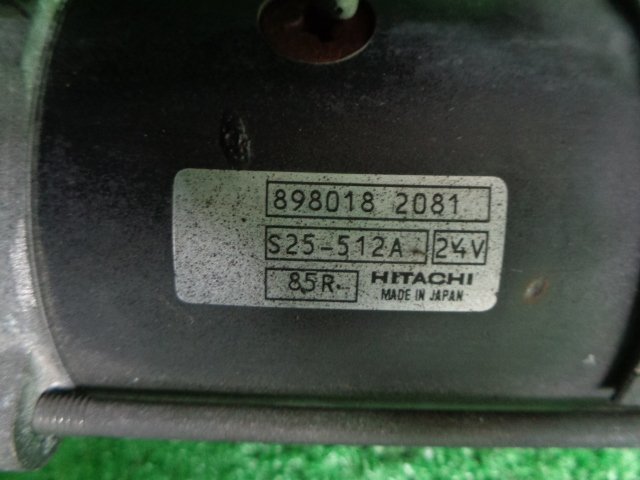 898018 2081
S25-512A 24V
85R HITACHI
MADE IN JAPAN